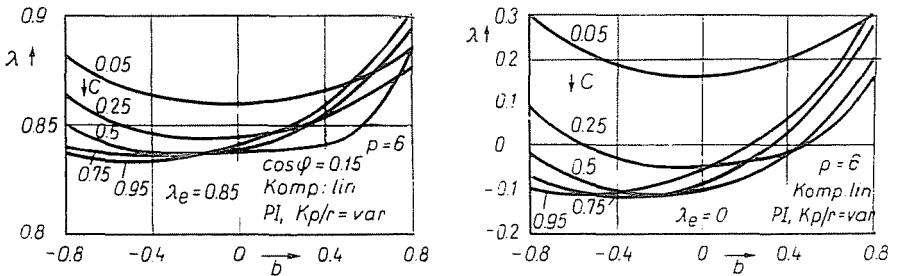 0.9
λ ↑
0.05
↓C
0.25
0.85
0.5
p=6
0.75
cosφ=0.15
0.95
λe=0.85
Komp: lin
PI, Kp/r=var
0.8
-0.8
-0.4
0
b
0.4
0.8
0.3
λ↑
0.2
0.05
↓C
0.1
0.25
0
0.5
p=6
-0.1
0.75
Komp. lin
0.95
λe=0
PI, Kp/r=var
-0.2
-0.8
-0.4
0
b
0.4
0.8